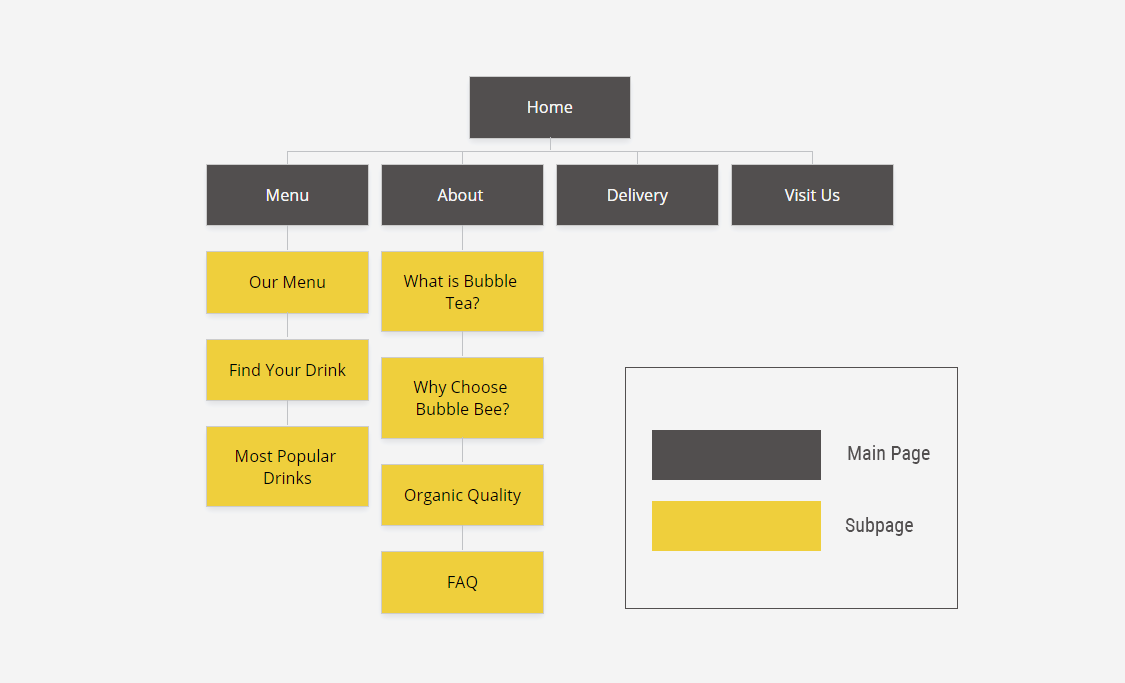 Home
Menu
About
Delivery
Visit Us
Our Menu
Find Your Drink
Most Popular
Drinks
What is Bubble
Tea?
Why Choose
Bubble Bee?
Organic Quality
FAQ
Main Page
Subpage